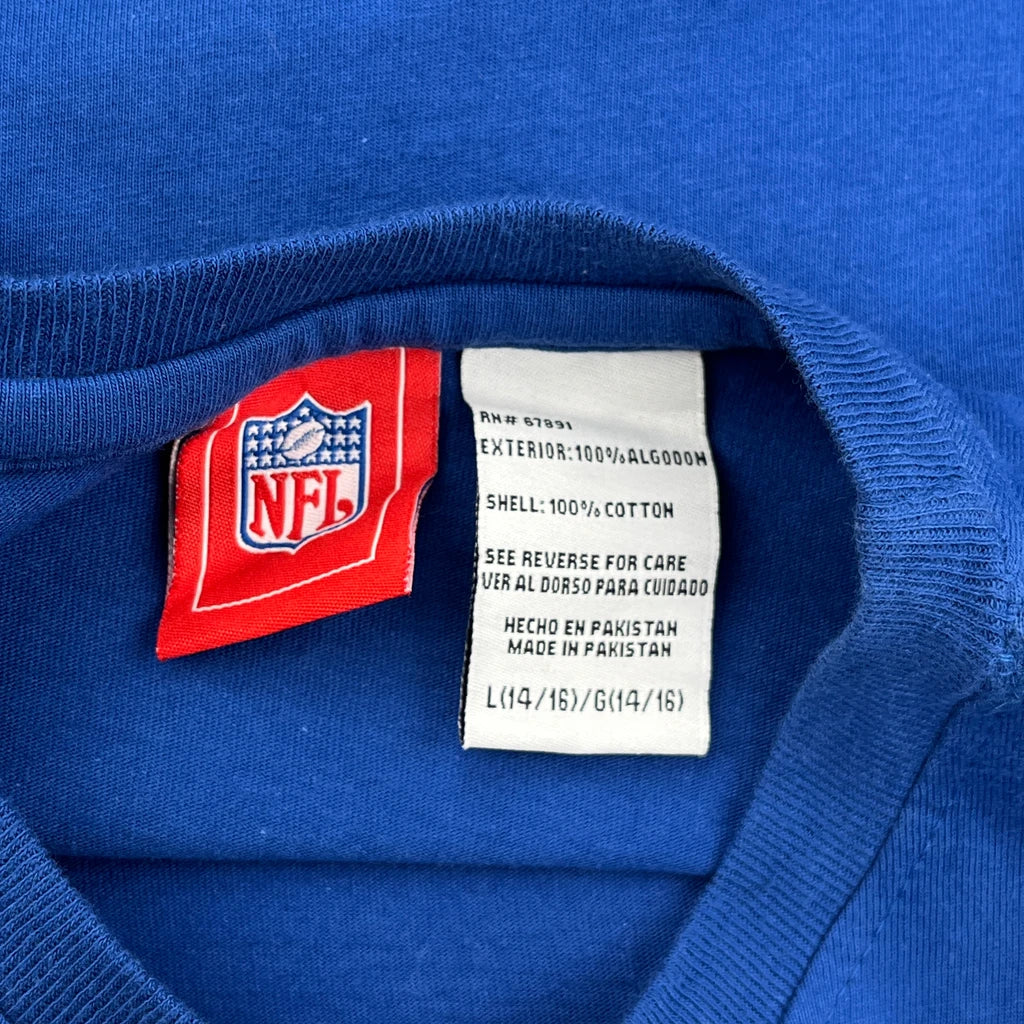 NFL
RN# 67891
EXTERIOR: 100% ALGODON
SHELL: 100% COTTON
SEE REVERSE FOR CARE
VER AL DORSO PARA CUIDADO
HECHO EN PAKISTAN
MADE IN PAKISTAN
L(14/16)/G(14/16)